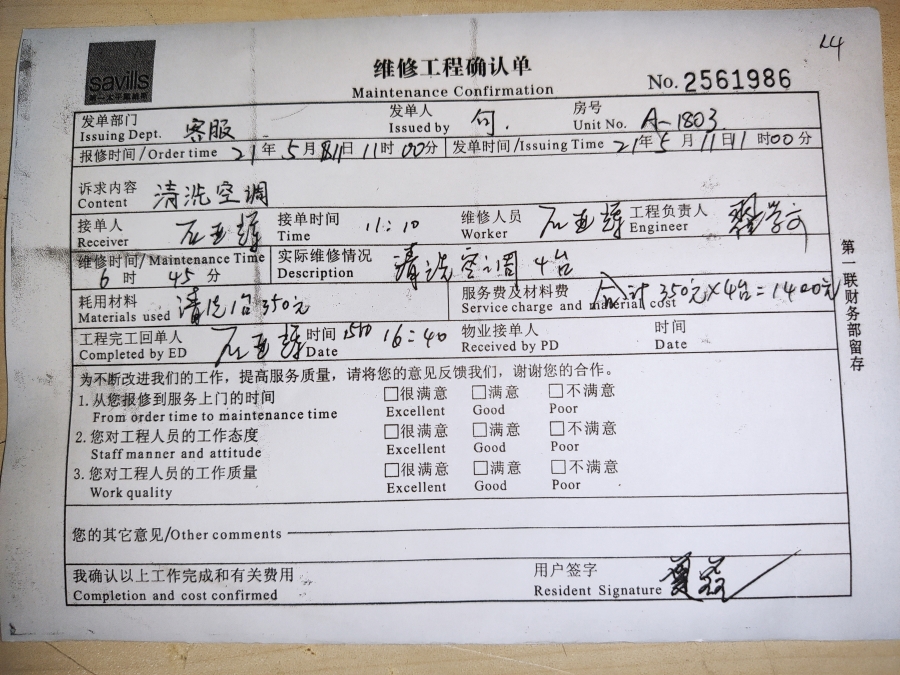 savills
第一太平戴维斯
维修工程确认单
Maintenance Confirmation
No. 2561986
发单部门 客服 发单人 房号
Issuing Dept. Issued by Unit No. A-1803
报修时间/Order time 21年5月11日11时00分 发单时间/Issuing Time 21年5月11日11时00分
诉求内容 清洗空调
Content
接单人 接单时间 11:10 维修人员 工程负责人
Receiver Time Worker Engineer
维修时间/Maintenance Time 实际维修情况 清洗空调4台
6时45分 Description
耗用材料 清洗1台350元 服务费及材料费 合计350元×4台=1400元
Materials used Service charge and material cost
工程完工回单人 时间 16:40 物业接单人 时间
Completed by ED Date Received by PD Date
为不断改进我们的工作，提高服务质量，请将您的意见反馈我们，谢谢您的合作。
1.从您报修到服务上门的时间 □很满意 □满意 □不满意
From order time to maintenance time Excellent Good Poor
2.您对工程人员的工作态度 □很满意 □满意 □不满意
Staff manner and attitude Excellent Good Poor
3.您对工程人员的工作质量 □很满意 □满意 □不满意
Work quality Excellent Good Poor
您的其它意见/Other comments
我确认以上工作完成和有关费用 用户签字
Completion and cost confirmed Resident Signature
第一联财务部留存